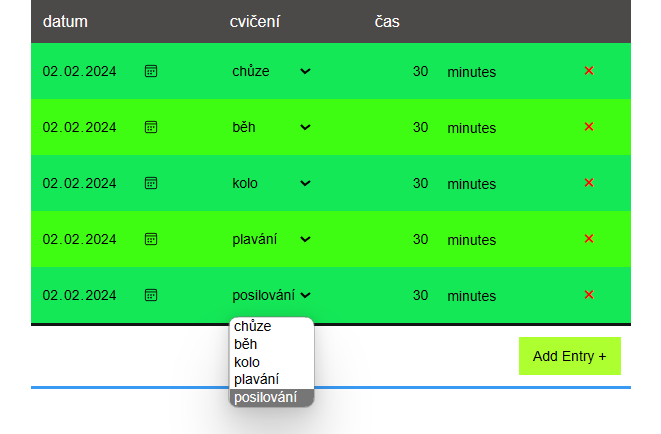 datum cvičení čas
02.02.2024 chůze 30 minutes ×
02.02.2024 běh 30 minutes ×
02.02.2024 kolo 30 minutes ×
02.02.2024 plavání 30 minutes ×
02.02.2024 posilování 30 minutes ×
chůze
běh
kolo
plavání
posilování
Add Entry +